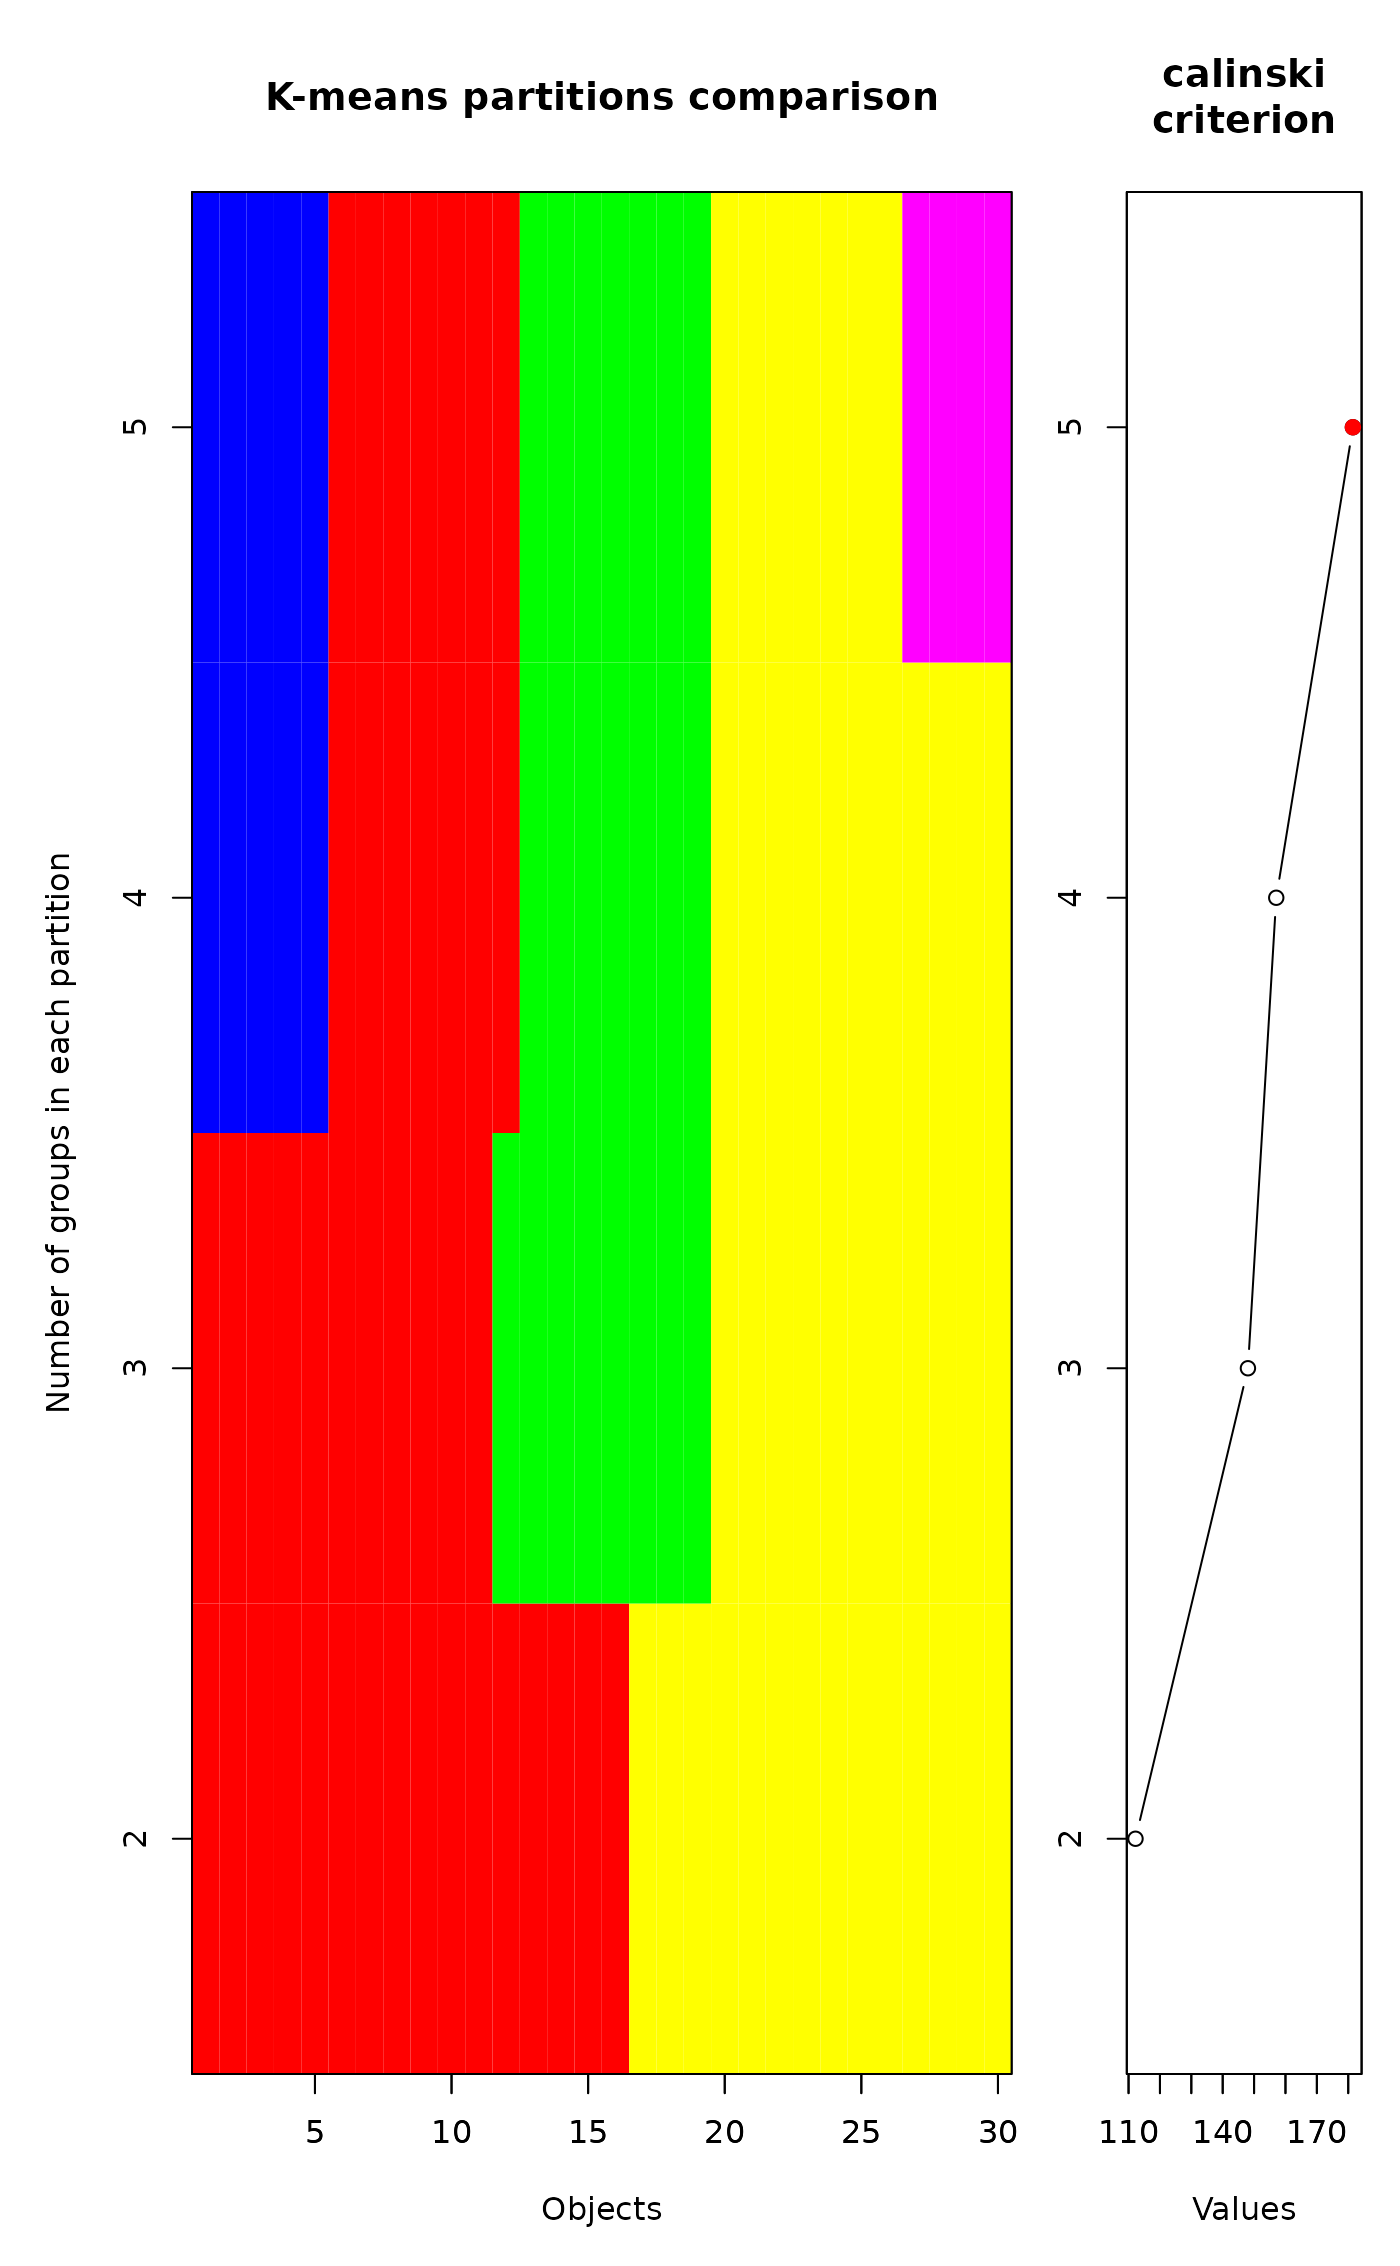 K-means partitions comparison
calinski
criterion
Number of groups in each partition
5
4
3
2
5 10 15 20 25 30
Objects
5
4
3
2
110 140 170
Values